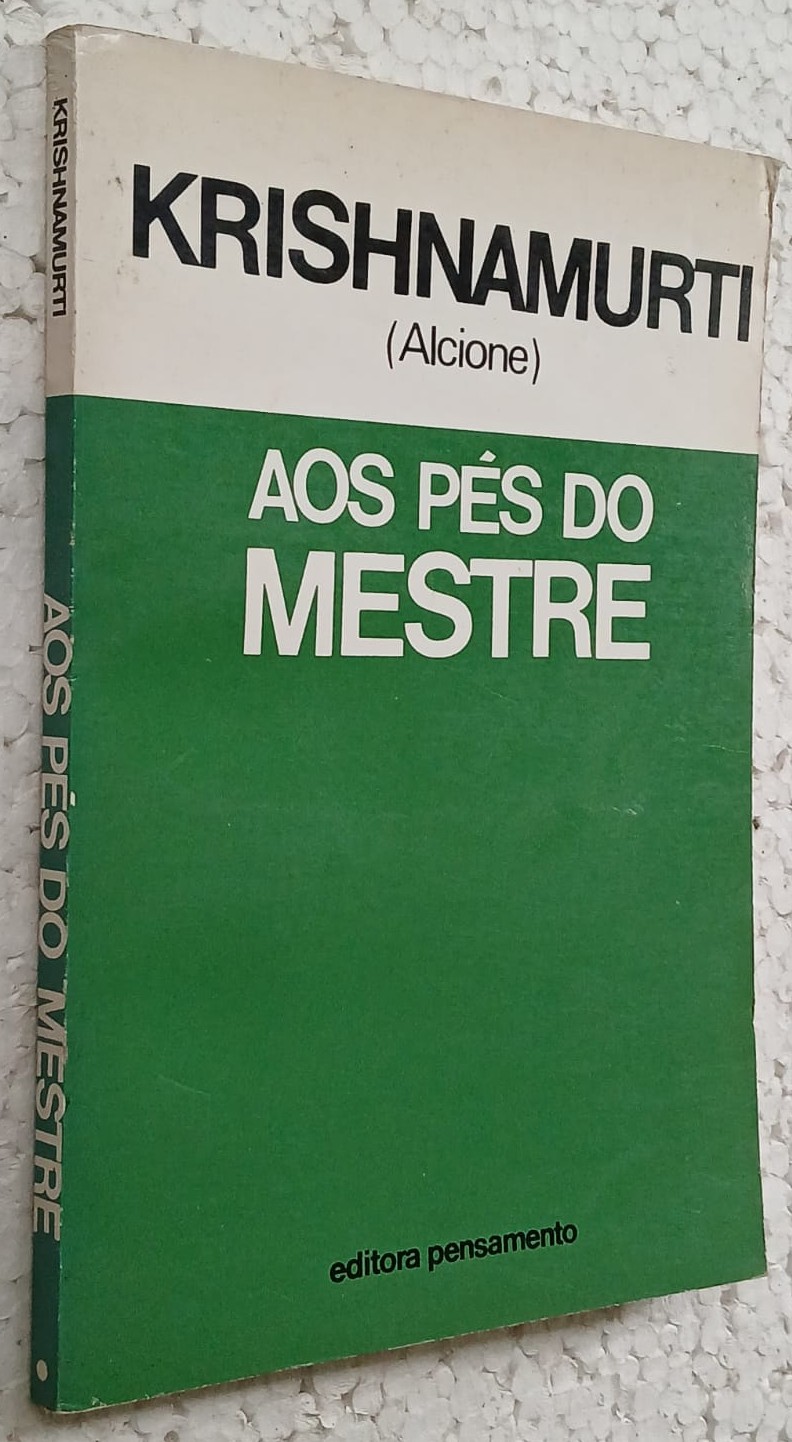 KRISHNAMURTI
(Alcione)
AOS PÉS DO
MESTRE
editora pensamento
KRISHNAMURTI
AOS PÉS DO MESTRE